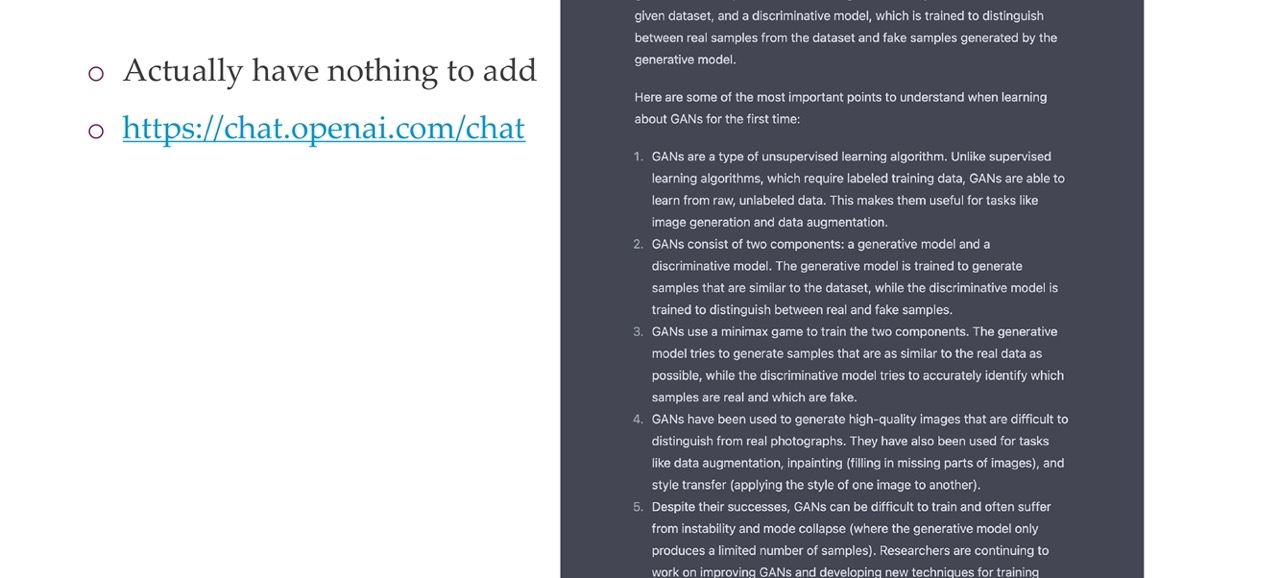 Actually have nothing to add
https://chat.openai.com/chat
given dataset, and a discriminative model, which is trained to distinguish
between real samples from the dataset and fake samples generated by the
generative model.
Here are some of the most important points to understand when learning
about GANs for the first time:
1. GANs are a type of unsupervised learning algorithm. Unlike supervised
learning algorithms, which require labeled training data, GANs are able to
learn from raw, unlabeled data. This makes them useful for tasks like
image generation and data augmentation.
2. GANs consist of two components: a generative model and a
discriminative model. The generative model is trained to generate
samples that are similar to the dataset, while the discriminative model is
trained to distinguish between real and fake samples.
3. GANs use a minimax game to train the two components. The generative
model tries to generate samples that are as similar to the real data as
possible, while the discriminative model tries to accurately identify which
samples are real and which are fake.
4. GANs have been used to generate high-quality images that are difficult to
distinguish from real photographs. They have also been used for tasks
like data augmentation, inpainting (filling in missing parts of images), and
style transfer (applying the style of one image to another).
5. Despite their successes, GANs can be difficult to train and often suffer
from instability and mode collapse (where the generative model only
produces a limited number of samples). Researchers are continuing to
work on improving GANs and developing new techniques for training